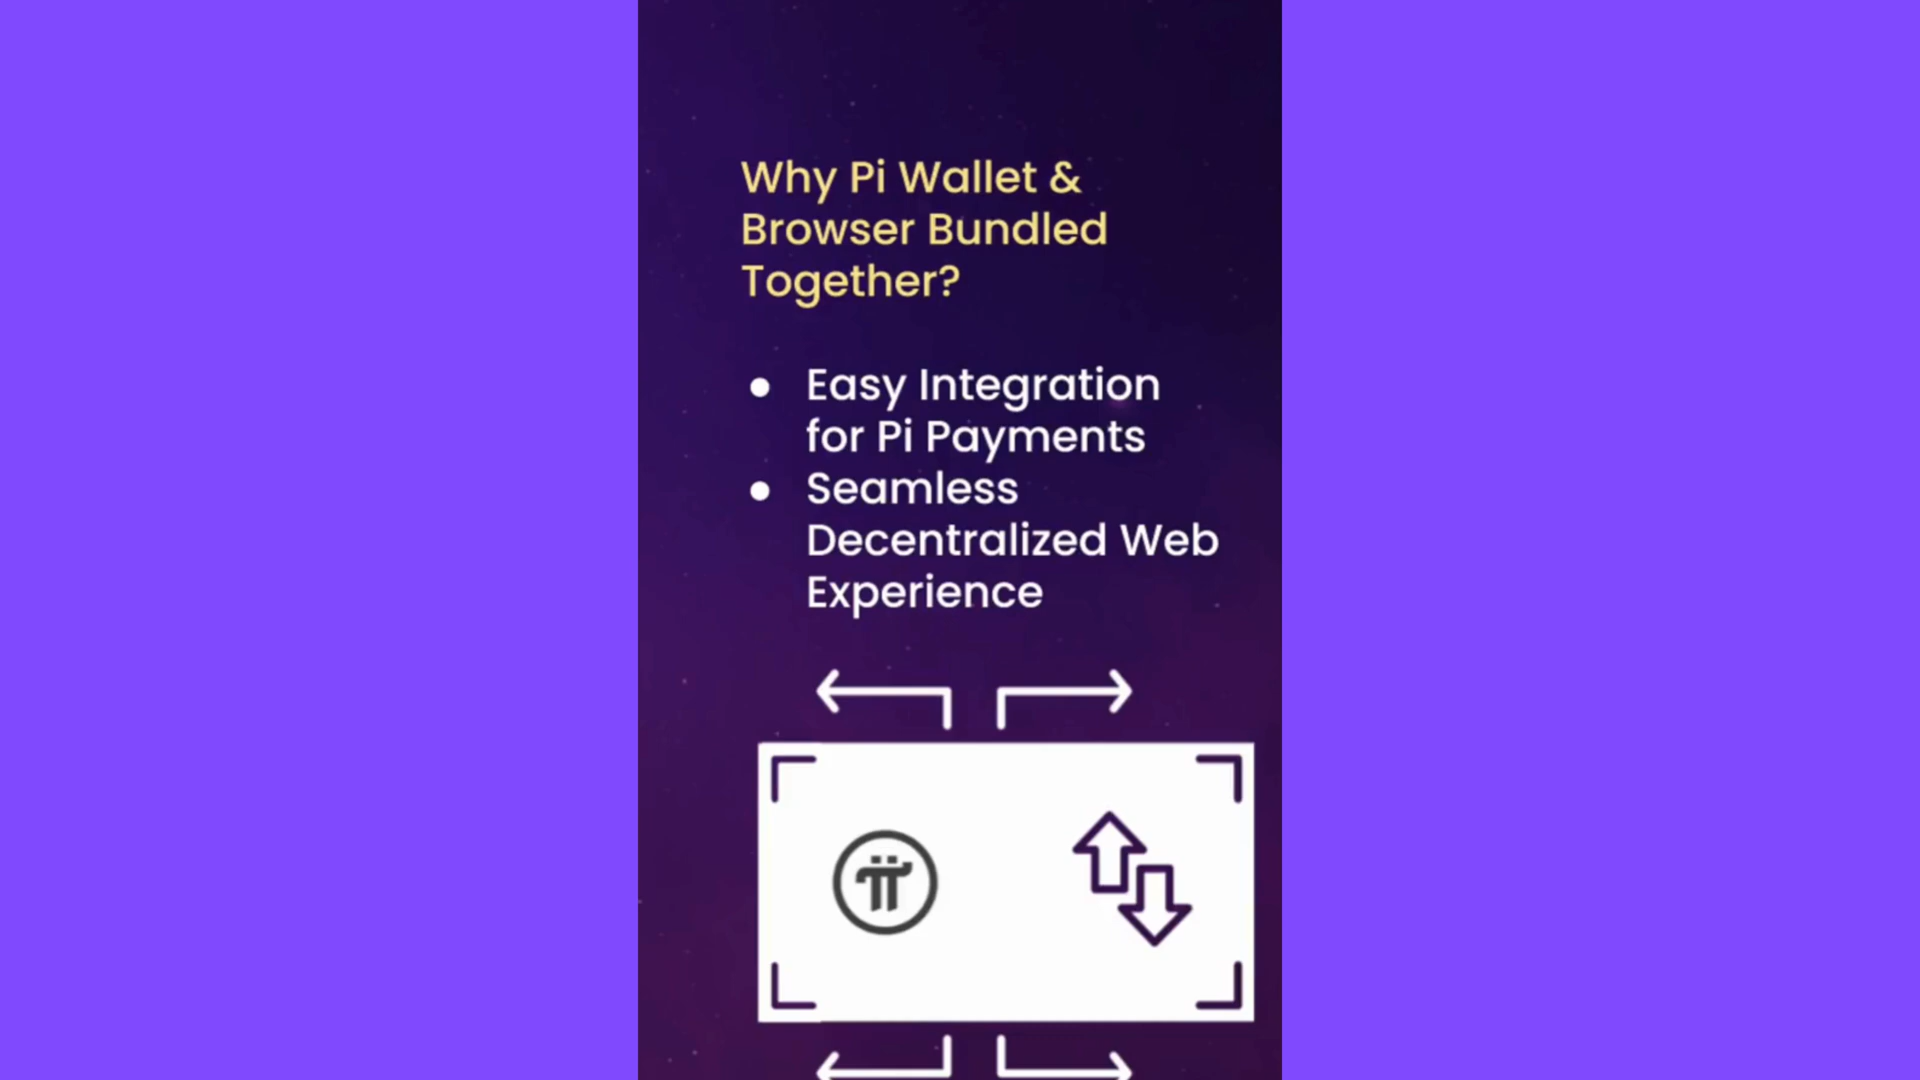 Why Pi Wallet &
Browser Bundled
Together?
● Easy Integration
for Pi Payments
● Seamless
Decentralized Web
Experience